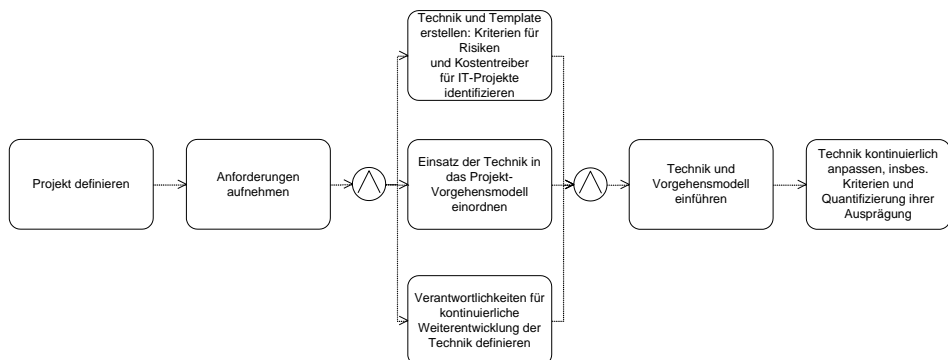 Projekt definieren
Anforderungen
aufnehmen
Technik und Template
erstellen: Kriterien für
Risiken
und Kostentreiber
für IT-Projekte
identifizieren
Einsatz der Technik in
das Projekt-
Vorgehensmodell
einordnen
Verantwortlichkeiten für
kontinuierliche
Weiterentwicklung der
Technik definieren
Technik und
Vorgehensmodell
einführen
Technik kontinuierlich
anpassen, insbes.
Kriterien und
Quantifizierung ihrer
Ausprägung